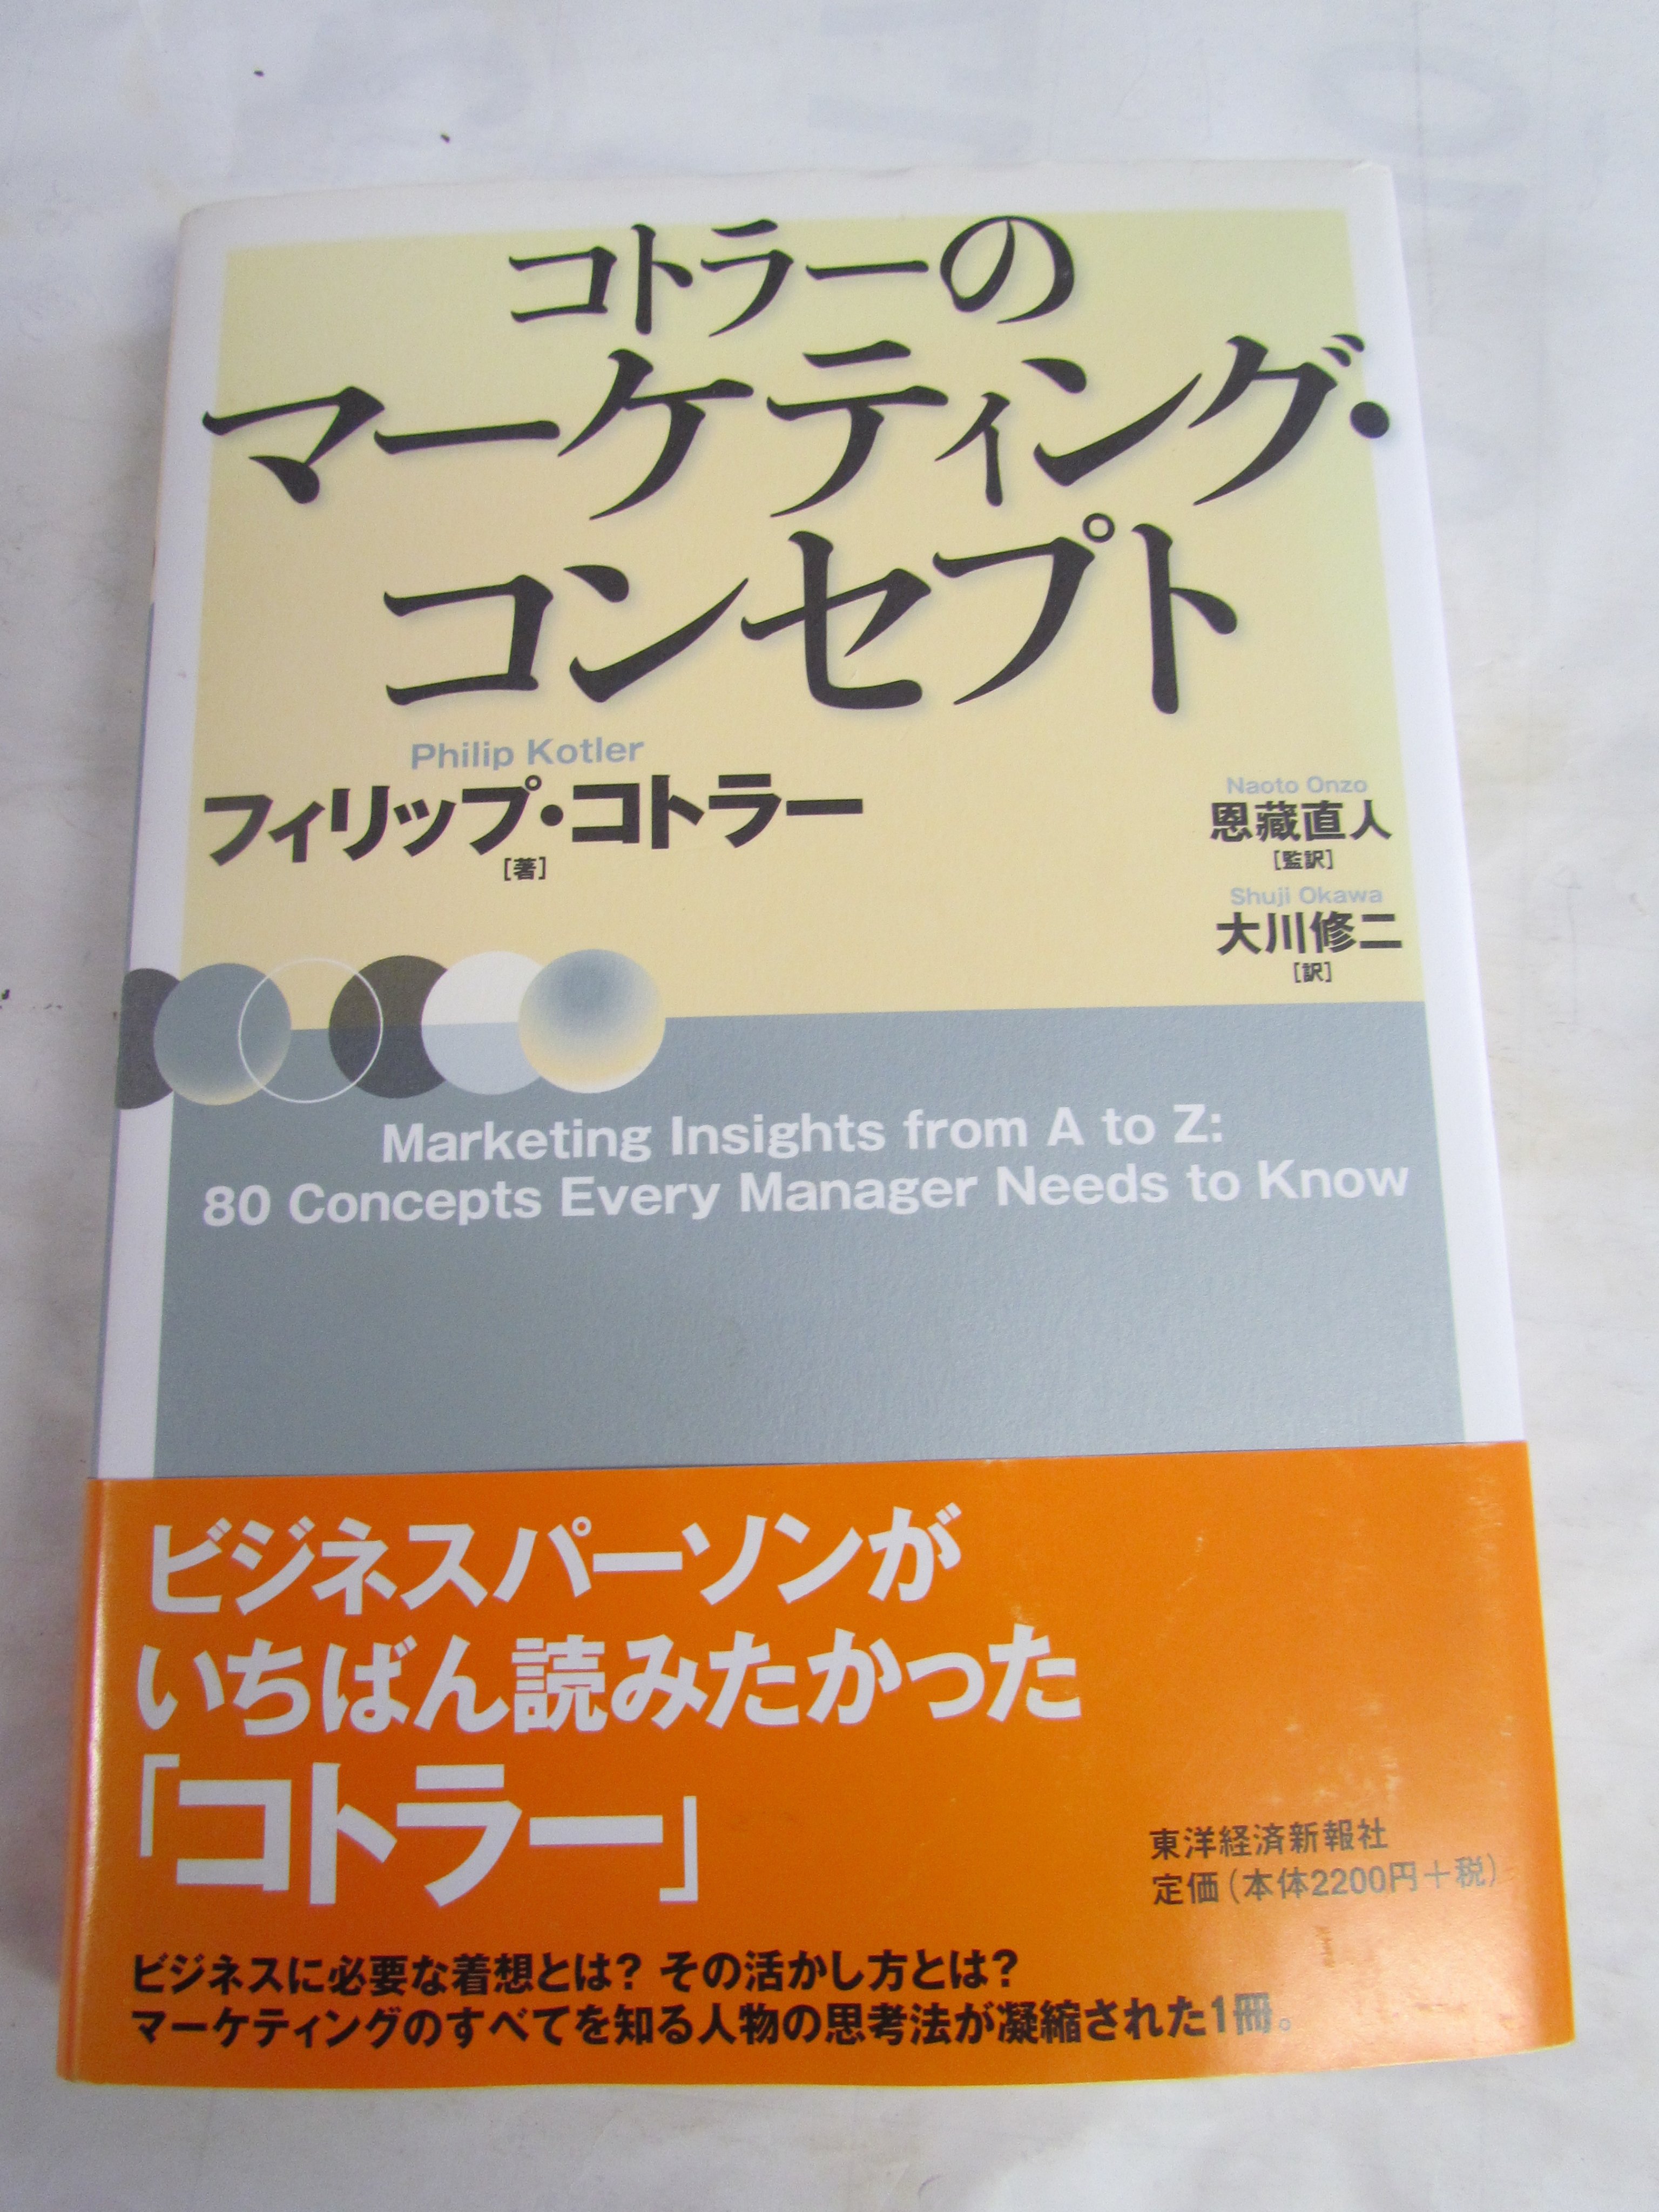 コトラーの
マーケティング・
コンセプト
Philip Kotler
フィリップ・コトラー
[著]
Naoto Onzo
恩藏直人
[監訳]
Shuji Okawa
大川修二
[訳]
Marketing Insights from A to Z:
80 Concepts Every Manager Needs to Know
ビジネスパーソンが
いちばん読みたかった
「コトラー」
東洋経済新報社
定価(本体2200円+税)
ビジネスに必要な着想とは? その活かし方とは?
マーケティングのすべてを知る人物の思考法が凝縮された1冊。